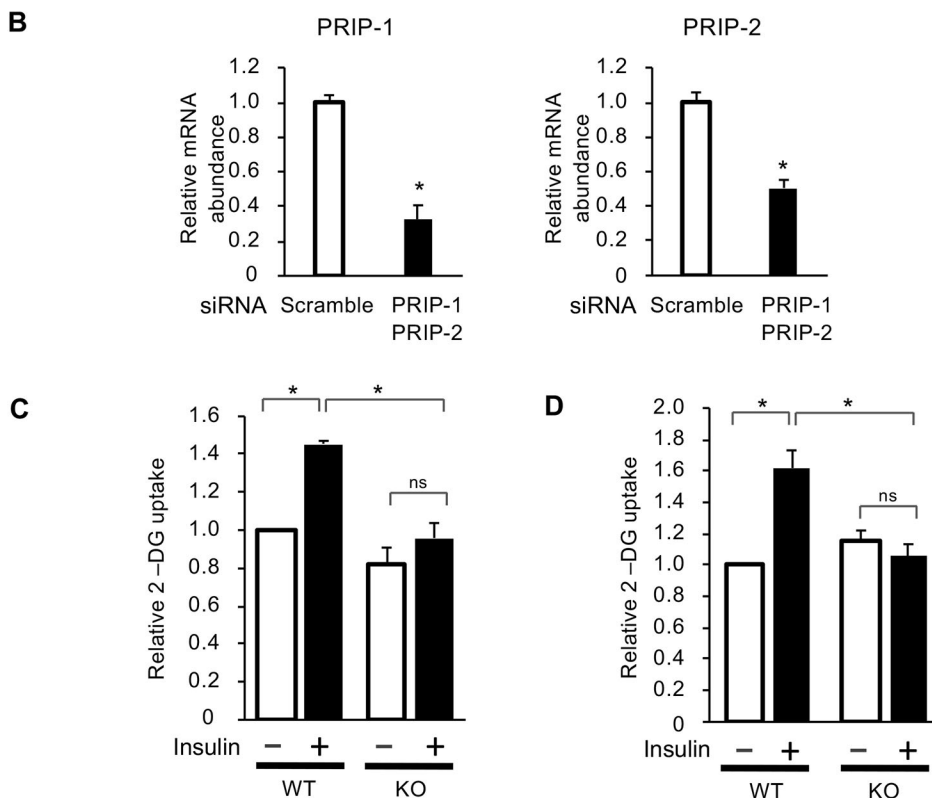 B
PRIP-1
PRIP-2
Relative mRNA
abundance
1.2
1.0
0.8
0.6
0.4
0.2
0
*
siRNA Scramble PRIP-1
PRIP-2
Relative mRNA
abundance
1.2
1.0
0.8
0.6
0.4
0.2
0
*
siRNA Scramble PRIP-1
PRIP-2
C
Relative 2 –DG uptake
1.6
1.4
1.2
1.0
0.8
0.6
0.4
0.2
0
* *
ns
Insulin − + − +
WT KO
D
Relative 2 –DG uptake
2.0
1.8
1.6
1.4
1.2
1.0
0.8
0.6
0.4
0.2
0
* *
ns
Insulin − + − +
WT KO